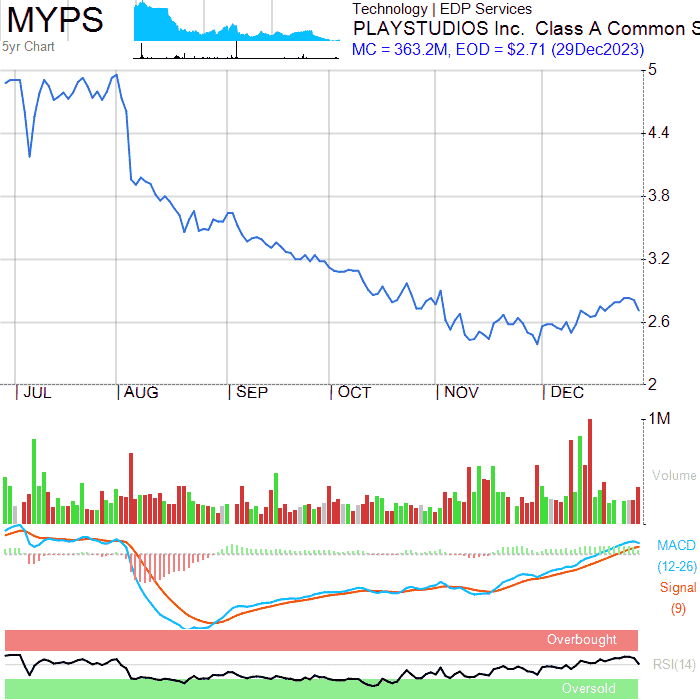 MYPS
5yr Chart
Technology | EDP Services
PLAYSTUDIOS Inc. Class A Common S
MC = 363.2M, EOD = $2.71 (29Dec2023)
5
4.4
3.8
3.2
2.6
2
JUL
AUG
SEP
OCT
NOV
DEC
1M
Volume
MACD
(12-26)
Signal
(9)
Overbought
RSI(14)
Oversold